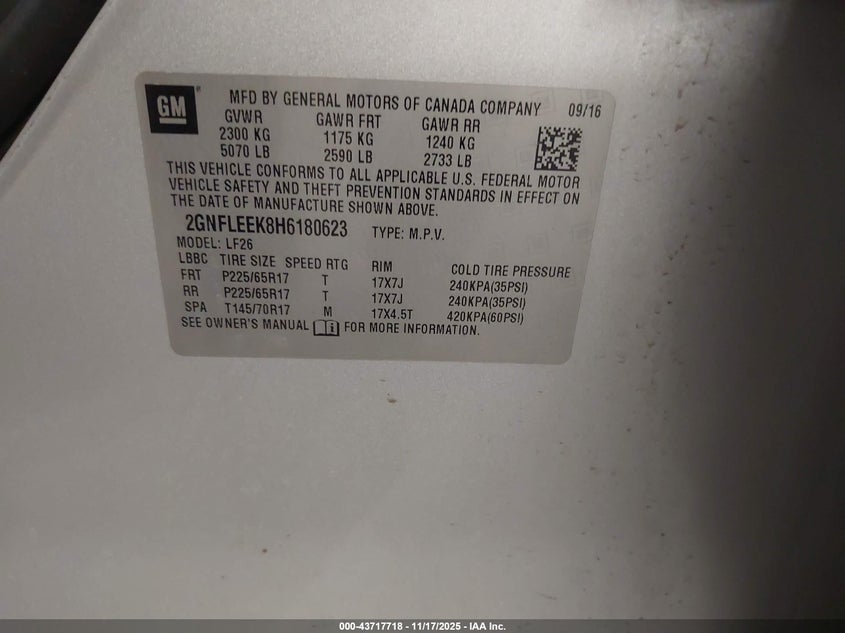 GM
MFD BY GENERAL MOTORS OF CANADA COMPANY 09/16
GVWR GAWR FRT GAWR RR
2300 KG 1175 KG 1240 KG
5070 LB 2590 LB 2733 LB
THIS VEHICLE CONFORMS TO ALL APPLICABLE U.S. FEDERAL MOTOR
VEHICLE SAFETY AND THEFT PREVENTION STANDARDS IN EFFECT ON
THE DATE OF MANUFACTURE SHOWN ABOVE.
2GNFLEEK8H6180623 TYPE: M.P.V.
MODEL: LF26
LBBC TIRE SIZE SPEED RTG RIM COLD TIRE PRESSURE
FRT P225/65R17 T 17X7J 240KPA(35PSI)
RR P225/65R17 T 17X7J 240KPA(35PSI)
SPA T145/70R17 M 17X4.5T 420KPA(60PSI)
SEE OWNER'S MANUAL FOR MORE INFORMATION.
000-43717718 - 11/17/2025 - IAA Inc.